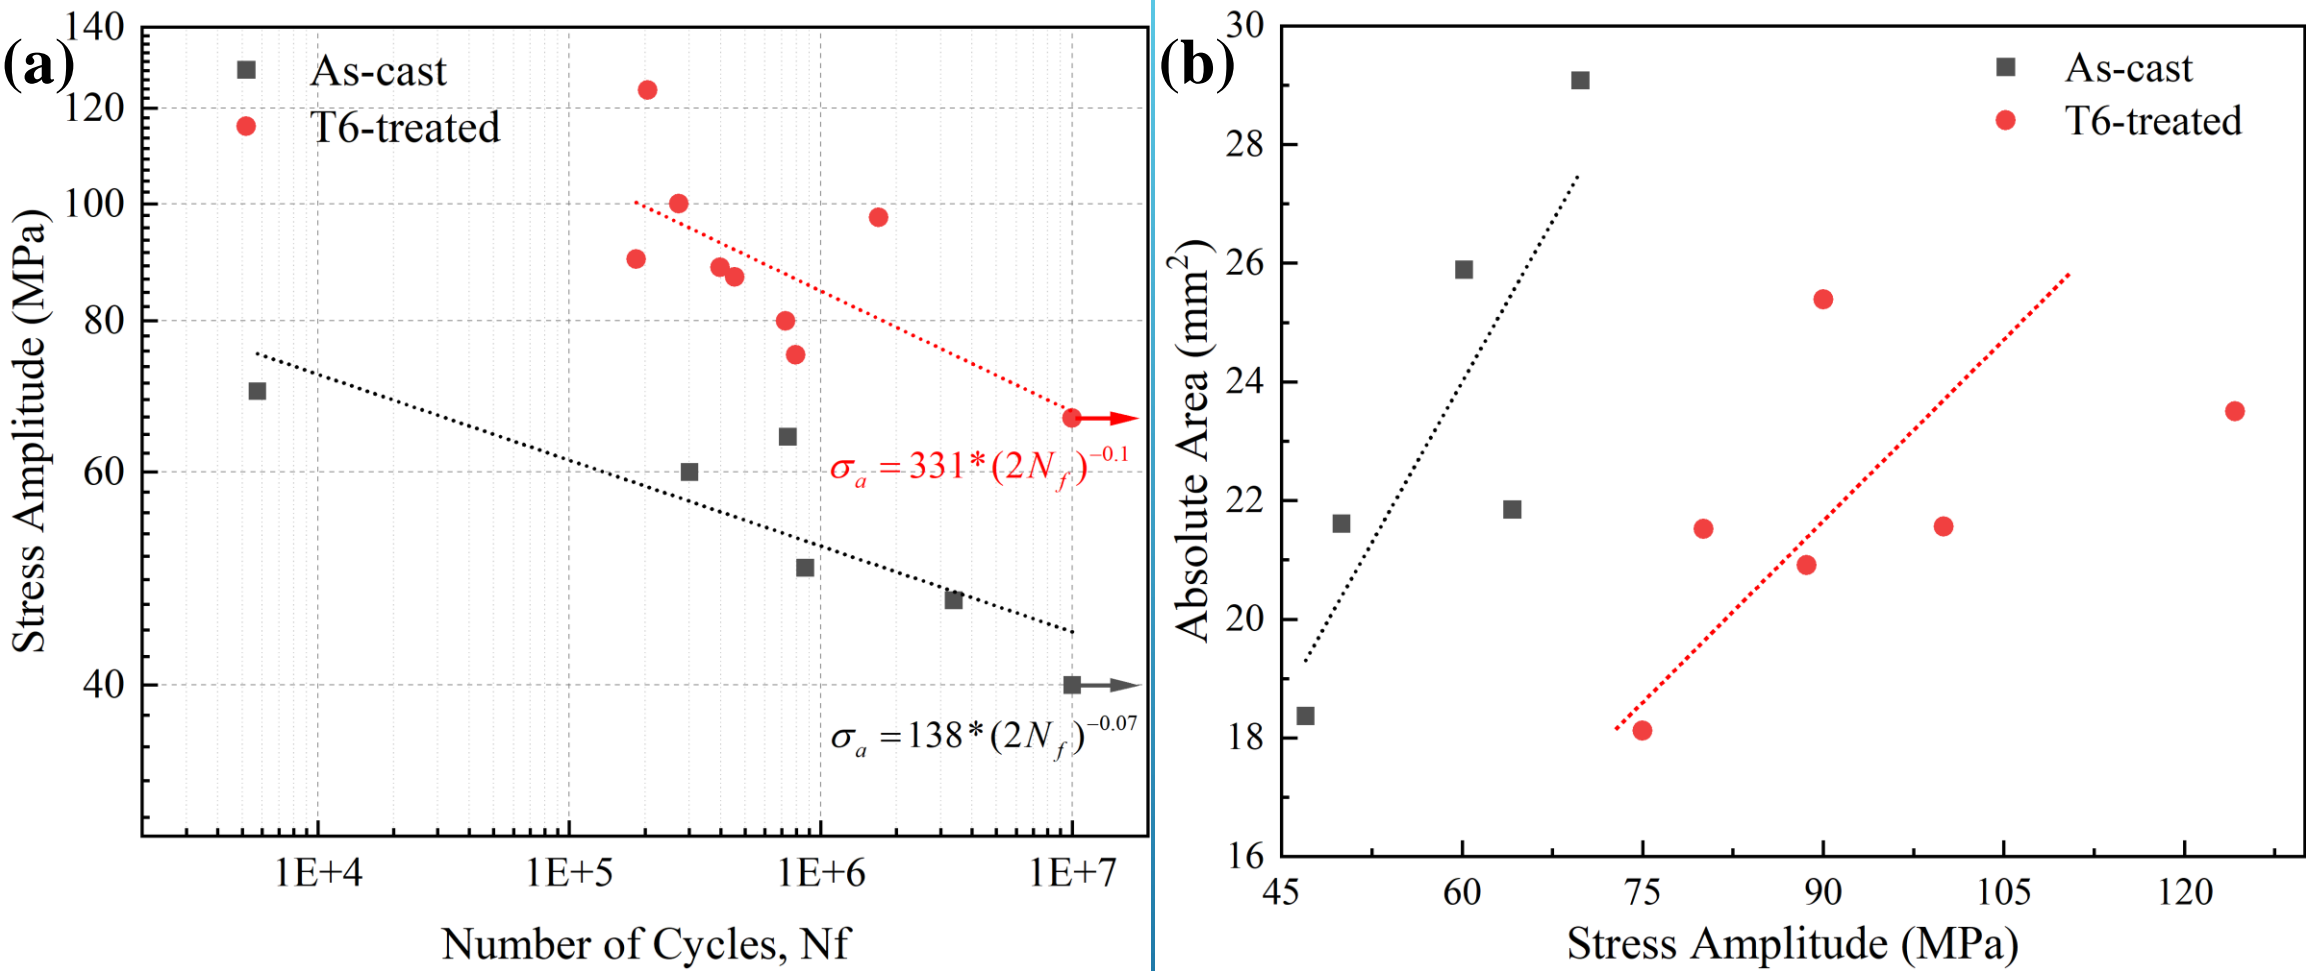 (a)
As-cast
T6-treated
140
120
100
80
60
40
Stress Amplitude (MPa)
σa = 331*(2Nf)^−0.1
σa = 138*(2Nf)^−0.07
1E+4 1E+5 1E+6 1E+7
Number of Cycles, Nf
(b)
As-cast
T6-treated
30
28
26
24
22
20
18
16
Absolute Area (mm²)
45 60 75 90 105 120
Stress Amplitude (MPa)